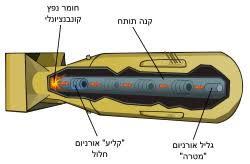 חומר נפץ
קונבנציונלי
קנה תותח
"קליע" אורניום
חלול
גליל אורניום
"מטרה"